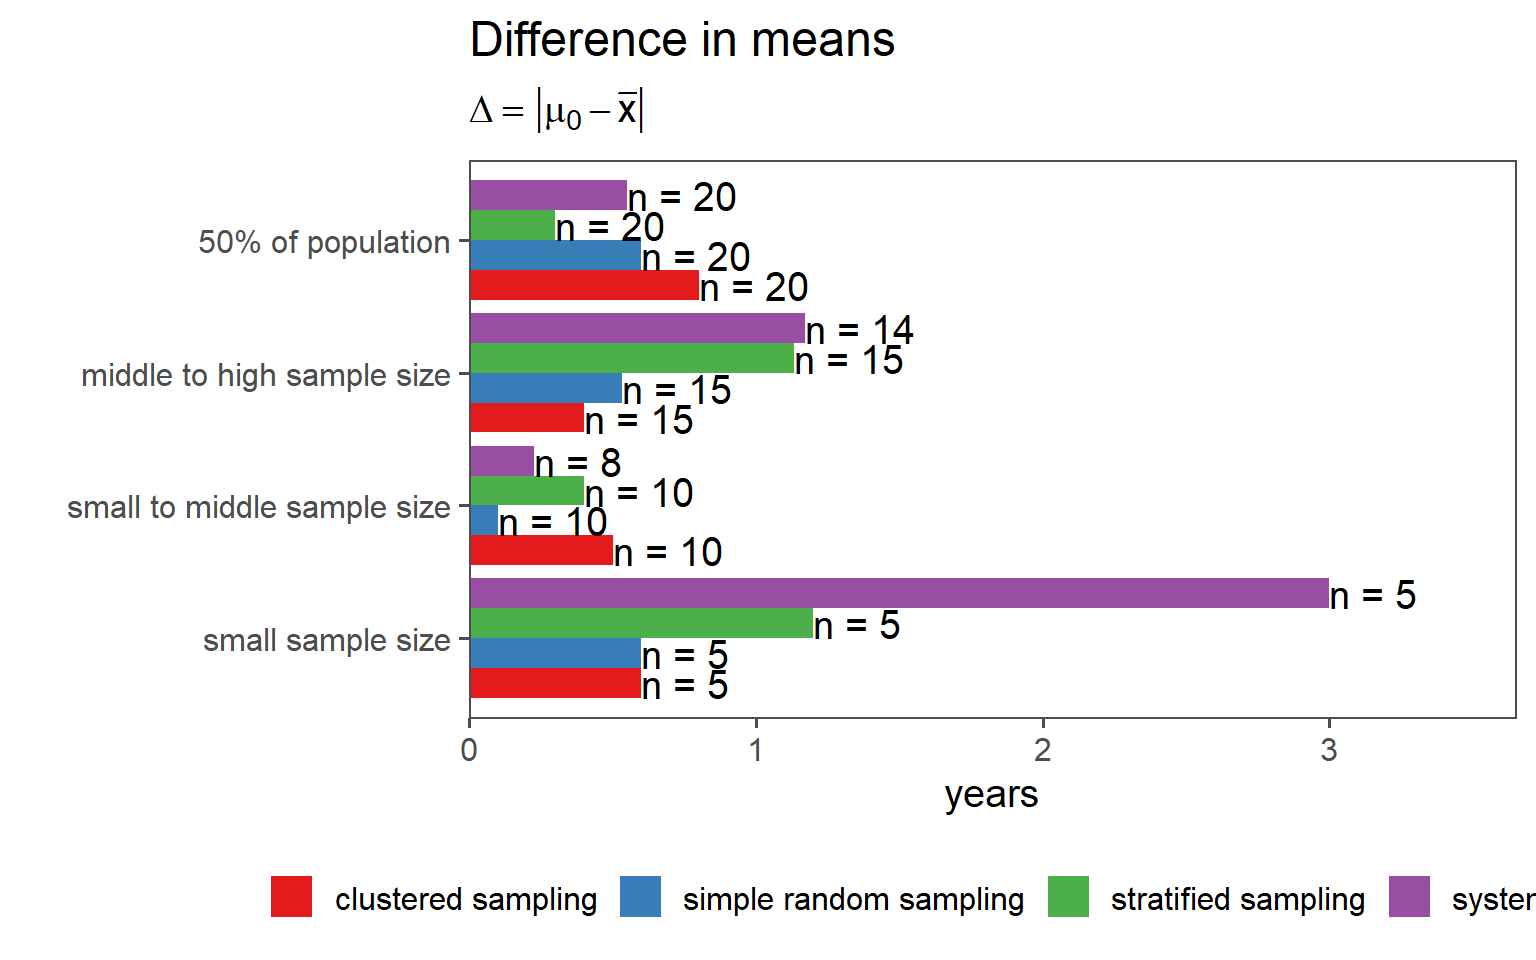 Difference in means
Δ = |μ0 − x̅|
n = 20
n = 20
50% of population
n = 20
n = 20
n = 14
n = 15
middle to high sample size
n = 15
n = 15
n = 8
n = 10
small to middle sample size
n = 10
n = 10
n = 5
n = 5
small sample size
n = 5
n = 5
0 1 2 3
years
clustered sampling simple random sampling stratified sampling